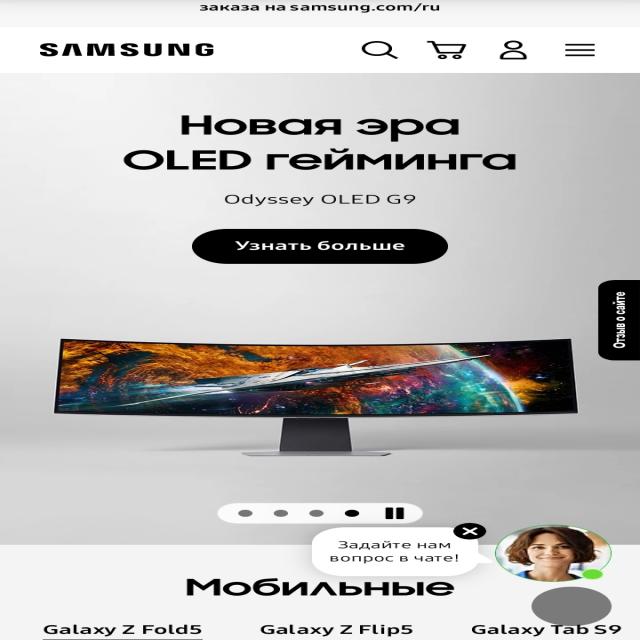 заказа на samsung.com/ru
SAMSUNG
Новая эра
OLED гейминга
Odyssey OLED G9
Узнать больше
Отзыв о сайте
Задайте нам
вопрос в чате!
Мобильные
Galaxy Z Fold5
Galaxy Z Flip5
Galaxy Tab S9